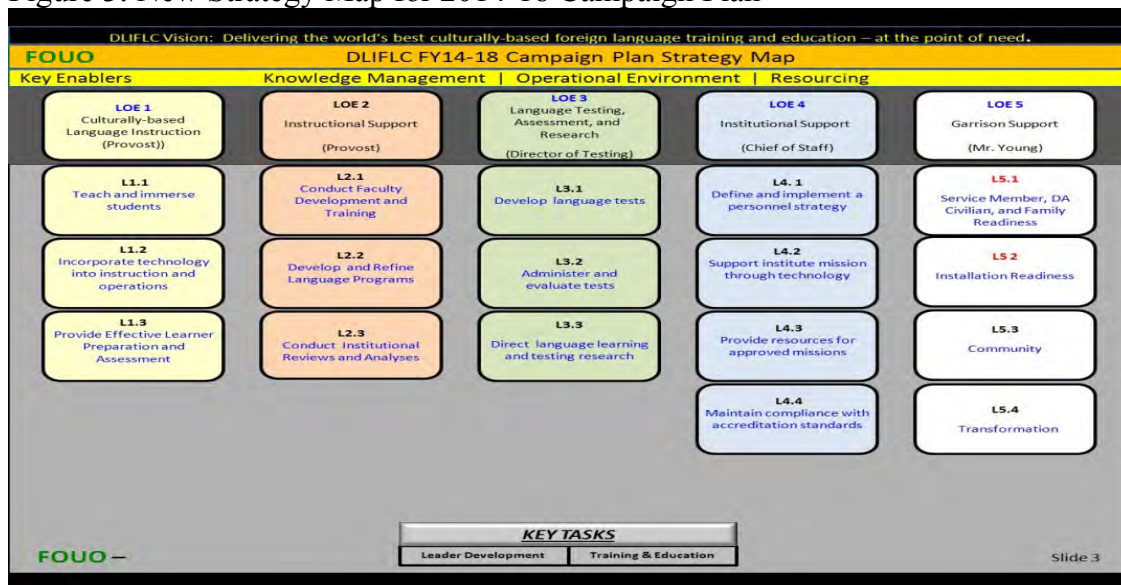 Figure 3. New Strategy Map for 2014-18 Campaign Plan
DLIFLC Vision: Delivering the world's best culturally-based foreign language training and education – at the point of need.
FOUO
DLIFLC FY14-18 Campaign Plan Strategy Map
Key Enablers
Knowledge Management | Operational Environment | Resourcing
LOE 1
Culturally-based
Language Instruction
(Provost))
LOE 2
Instructional Support
(Provost)
LOE 3
Language Testing,
Assessment, and
Research
(Director of Testing)
LOE 4
Institutional Support
(Chief of Staff)
LOE 5
Garrison Support
(Mr. Young)
L1.1
Teach and immerse
students
L2.1
Conduct Faculty
Development and
Training
L3.1
Develop language tests
L4. 1
Define and implement a
personnel strategy
L5.1
Service Member, DA
Civilian, and Family
Readiness
L1.2
Incorporate technology
into instruction and
operations
L2.2
Develop and Refine
Language Programs
L3.2
Administer and
evaluate tests
L4.2
Support institute mission
through technology
L5 2
Installation Readiness
L1.3
Provide Effective Learner
Preparation and
Assessment
L2.3
Conduct Institutional
Reviews and Analyses
L3.3
Direct language learning
and testing research
L4.3
Provide resources for
approved missions
L5.3
Community
L4.4
Maintain compliance with
accreditation standards
L5.4
Transformation
KEY TASKS
Leader Development
Training & Education
FOUO –
Slide 3